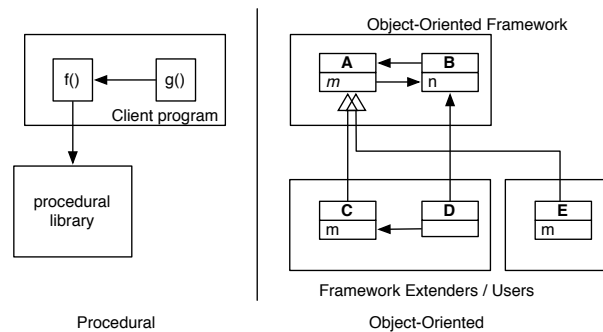 Object-Oriented Framework
f()
g()
Client program
procedural
library
A
m
B
n
C
m
D
E
m
Framework Extenders / Users
Procedural
Object-Oriented